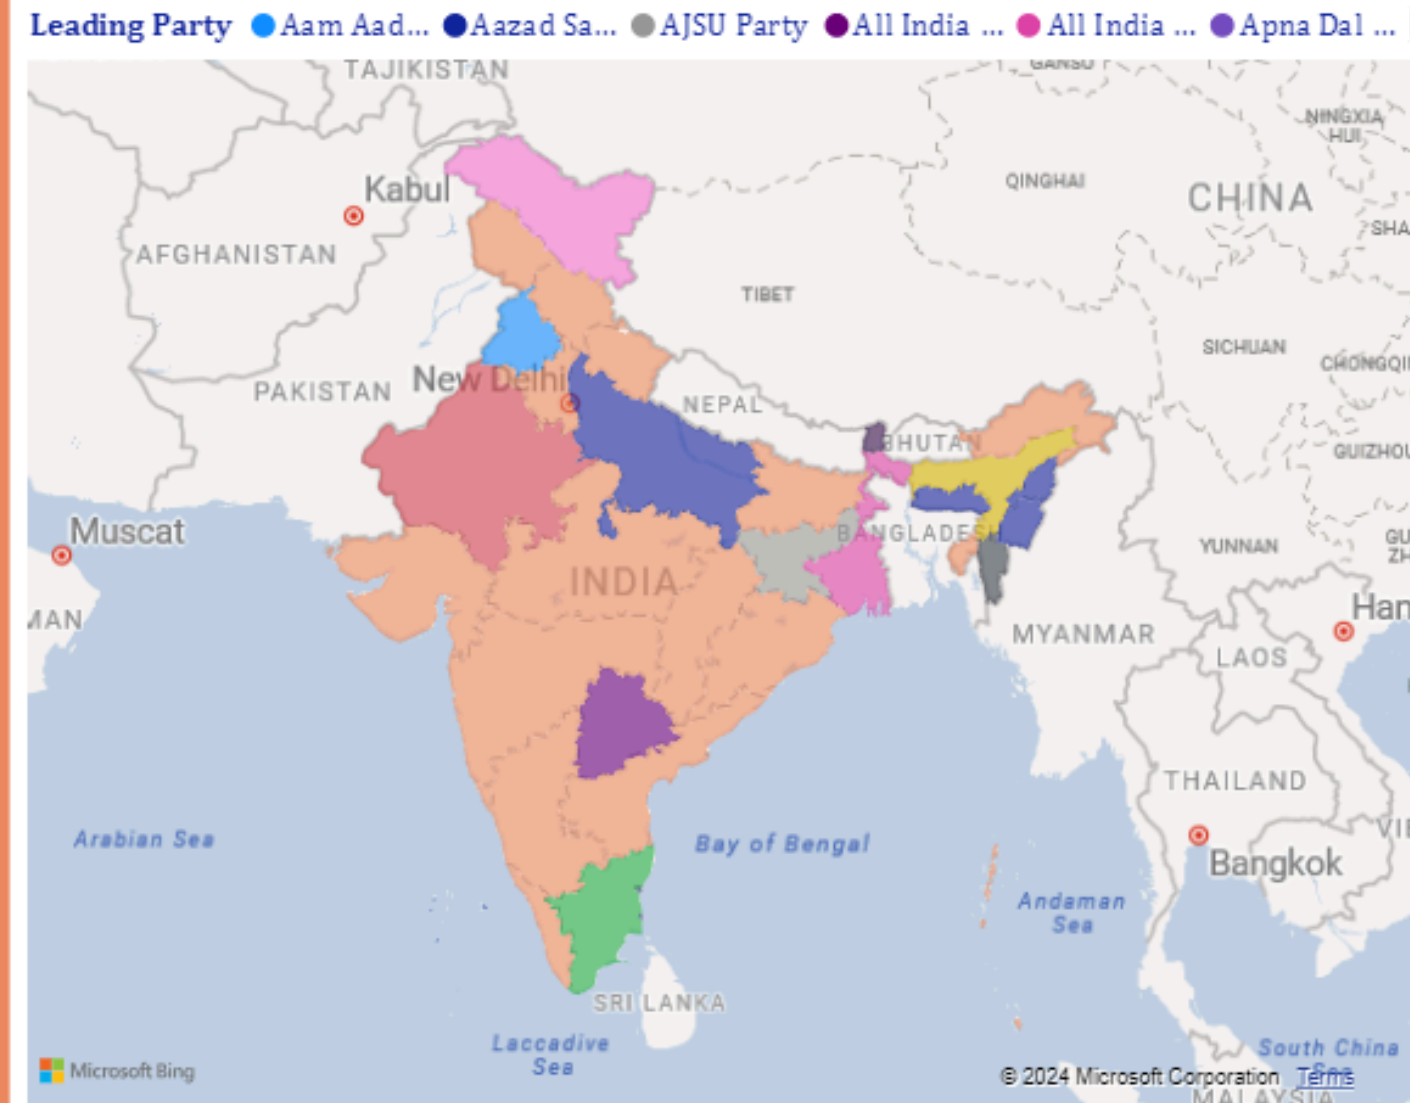 Leading Party Aam Aad... Aazad Sa... AJSU Party All India ... All India ... Apna Dal ...
TAJIKISTAN
GANSU
NINGXIA
HUI
Kabul
QINGHAI
CHINA
SHA
AFGHANISTAN
TIBET
SICHUAN
CHONGQI
PAKISTAN
New Delhi
NEPAL
BHUTAN
GUIZHOU
Muscat
BANGLADESH
YUNNAN
GU
ZH
INDIA
MAN
MYANMAR
Han
LAOS
THAILAND
Arabian Sea
Bay of Bengal
VIE
Bangkok
Andaman
Sea
SRI LANKA
Laccadive
Sea
South China
Sea
Microsoft Bing
© 2024 Microsoft Corporation Terms
MALAYSIA